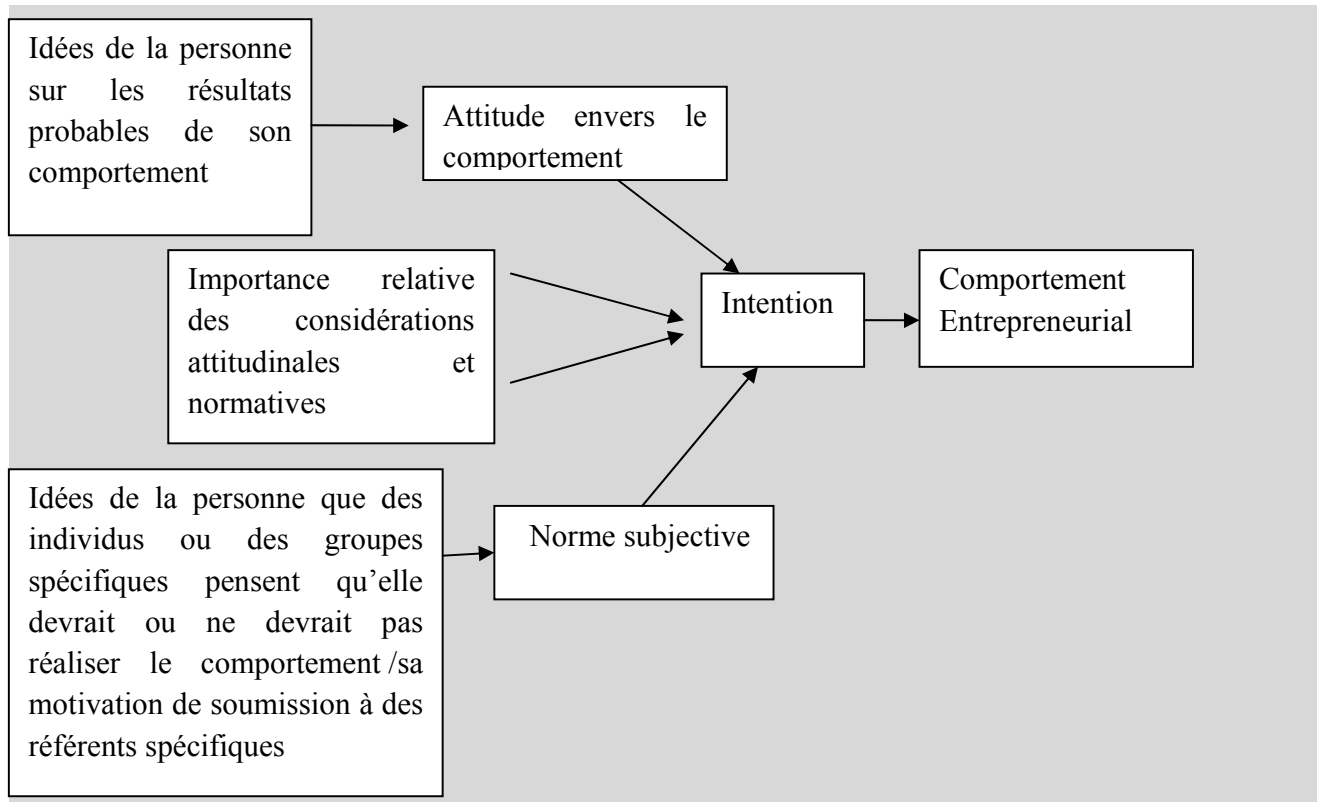 Idées de la personne
sur les résultats
probables de son
comportement
Attitude envers le
comportement
Importance relative
des considérations
attitudinales et
normatives
Intention
Comportement
Entrepreneurial
Idées de la personne que des
individus ou des groupes
spécifiques pensent qu’elle
devrait ou ne devrait pas
réaliser le comportement /sa
motivation de soumission à des
référents spécifiques
Norme subjective